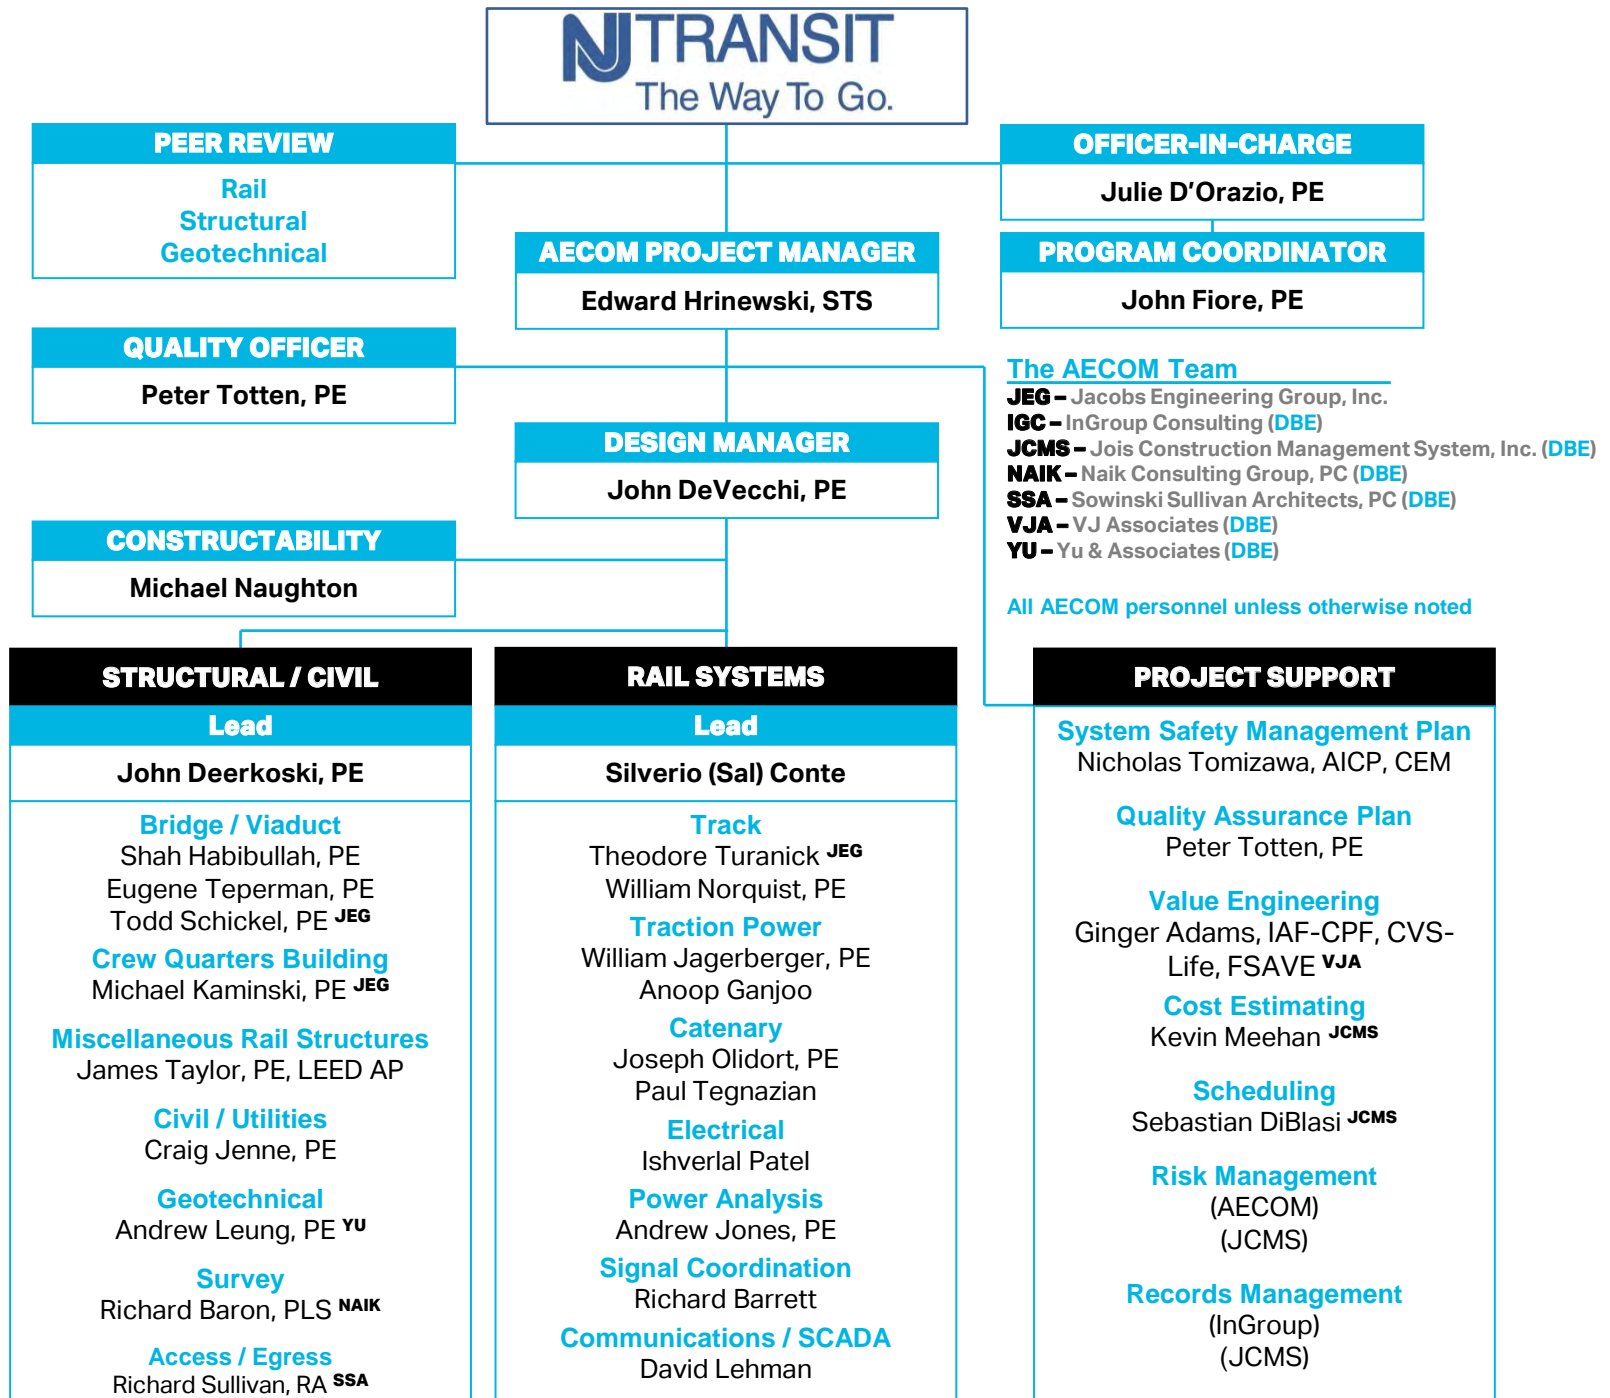 NJ TRANSIT
The Way To Go.
PEER REVIEW
Rail
Structural
Geotechnical
OFFICER-IN-CHARGE
Julie D’Orazio, PE
AECOM PROJECT MANAGER
Edward Hrinewski, STS
PROGRAM COORDINATOR
John Fiore, PE
QUALITY OFFICER
Peter Totten, PE
The AECOM Team
JEG – Jacobs Engineering Group, Inc.
IGC – InGroup Consulting (DBE)
JCMS – Jois Construction Management System, Inc. (DBE)
NAIK – Naik Consulting Group, PC (DBE)
SSA – Sowinski Sullivan Architects, PC (DBE)
VJA – VJ Associates (DBE)
YU – Yu & Associates (DBE)
All AECOM personnel unless otherwise noted
DESIGN MANAGER
John DeVecchi, PE
CONSTRUCTABILITY
Michael Naughton
STRUCTURAL / CIVIL
Lead
John Deerkoski, PE
Bridge / Viaduct
Shah Habibullah, PE
Eugene Teperman, PE
Todd Schickel, PE JEG
Crew Quarters Building
Michael Kaminski, PE JEG
Miscellaneous Rail Structures
James Taylor, PE, LEED AP
Civil / Utilities
Craig Jenne, PE
Geotechnical
Andrew Leung, PE YU
Survey
Richard Baron, PLS NAIK
Access / Egress
Richard Sullivan, RA SSA
RAIL SYSTEMS
Lead
Silverio (Sal) Conte
Track
Theodore Turanick JEG
William Norquist, PE
Traction Power
William Jagerberger, PE
Anoop Ganjoo
Catenary
Joseph Olidort, PE
Paul Tegnazian
Electrical
Ishverlal Patel
Power Analysis
Andrew Jones, PE
Signal Coordination
Richard Barrett
Communications / SCADA
David Lehman
PROJECT SUPPORT
System Safety Management Plan
Nicholas Tomizawa, AICP, CEM
Quality Assurance Plan
Peter Totten, PE
Value Engineering
Ginger Adams, IAF-CPF, CVS-
Life, FSAVE VJA
Cost Estimating
Kevin Meehan JCMS
Scheduling
Sebastian DiBlasi JCMS
Risk Management
(AECOM)
(JCMS)
Records Management
(InGroup)
(JCMS)